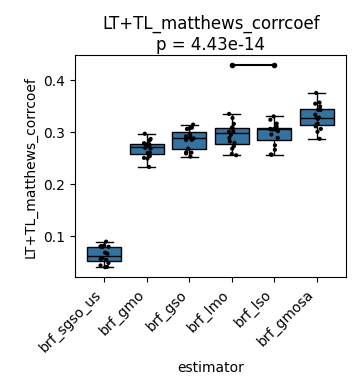 LT+TL_matthews_corrcoef
p = 4.43e-14
LT+TL_matthews_corrcoef
0.4
0.3
0.2
0.1
brf_sgso_us
brf_gmo
brf_gso
brf_lmo
brf_lso
brf_gmosa
estimator